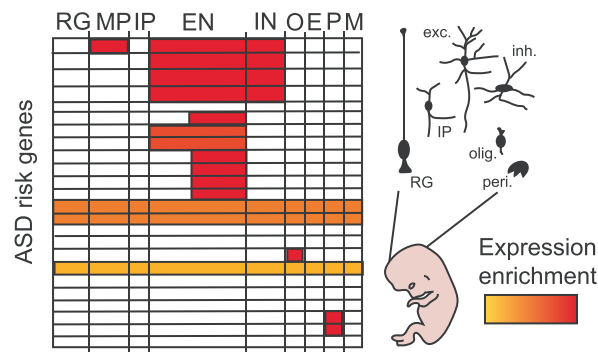 RG MP IP EN IN O E P M
ASD risk genes
exc.
inh.
IP
olig.
RG
peri.
Expression
enrichment